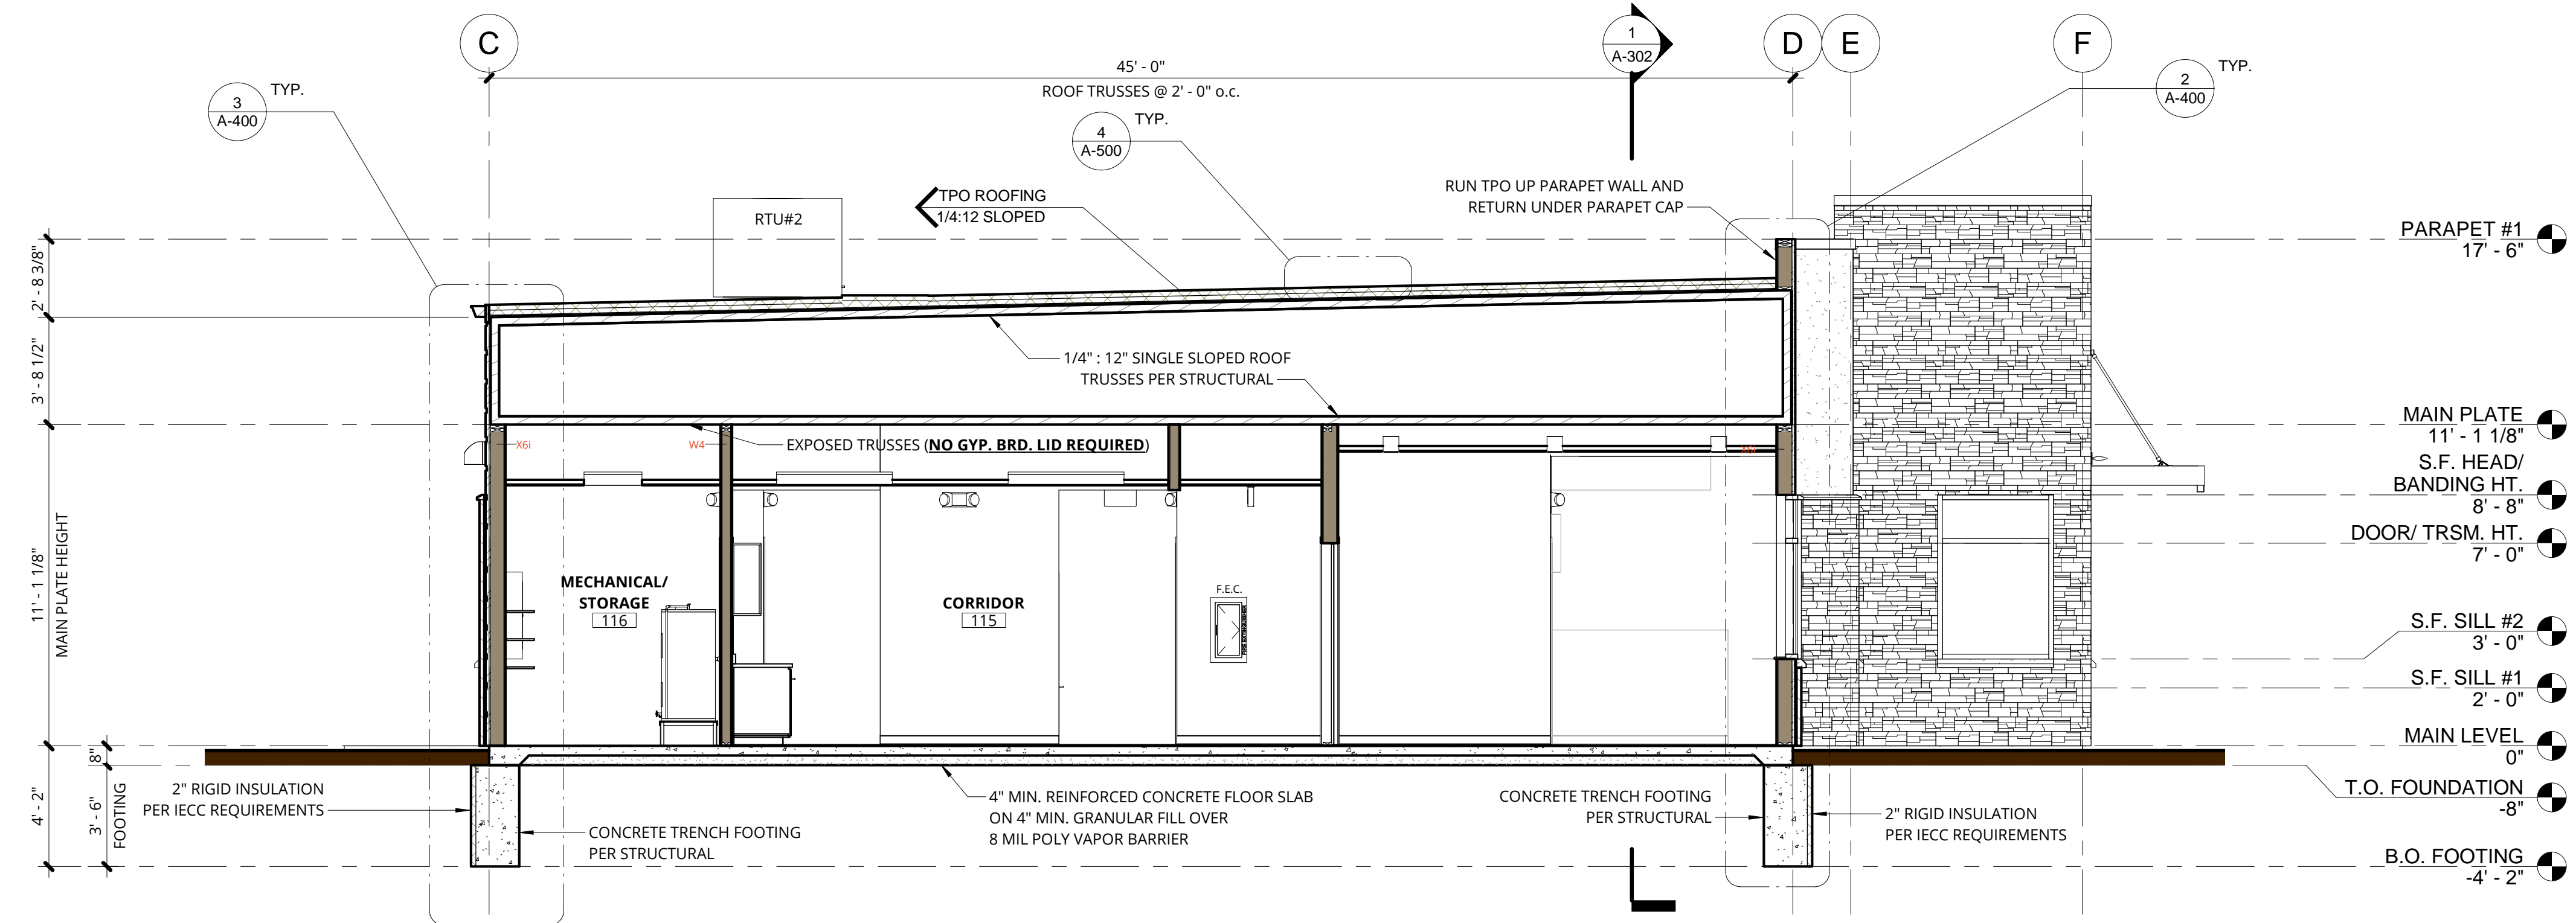 C
D
E
F
1
A-302
45' - 0"
ROOF TRUSSES @ 2' - 0" o.c.
3
A-400
TYP.
4
A-500
TYP.
2
A-400
TYP.
RTU#2
TPO ROOFING
1/4:12 SLOPED
RUN TPO UP PARAPET WALL AND
RETURN UNDER PARAPET CAP
PARAPET #1
17' - 6"
2' - 8 3/8"
3' - 8 1/2"
1/4" : 12" SINGLE SLOPED ROOF
TRUSSES PER STRUCTURAL
MAIN PLATE
11' - 1 1/8"
X6i
W4
EXPOSED TRUSSES (NO GYP. BRD. LID REQUIRED)
X6i
S.F. HEAD/
BANDING HT.
8' - 8"
DOOR/ TRSM. HT.
7' - 0"
11' - 1 1/8"
MAIN PLATE HEIGHT
MECHANICAL/
STORAGE
116
CORRIDOR
115
F.E.C.
FIRE EXTINGUISHER
S.F. SILL #2
3' - 0"
S.F. SILL #1
2' - 0"
MAIN LEVEL
0"
T.O. FOUNDATION
-8"
B.O. FOOTING
-4' - 2"
8"
4' - 2"
3' - 6"
FOOTING
2" RIGID INSULATION
PER IECC REQUIREMENTS
CONCRETE TRENCH FOOTING
PER STRUCTURAL
4" MIN. REINFORCED CONCRETE FLOOR SLAB
ON 4" MIN. GRANULAR FILL OVER
8 MIL POLY VAPOR BARRIER
CONCRETE TRENCH FOOTING
PER STRUCTURAL
2" RIGID INSULATION
PER IECC REQUIREMENTS